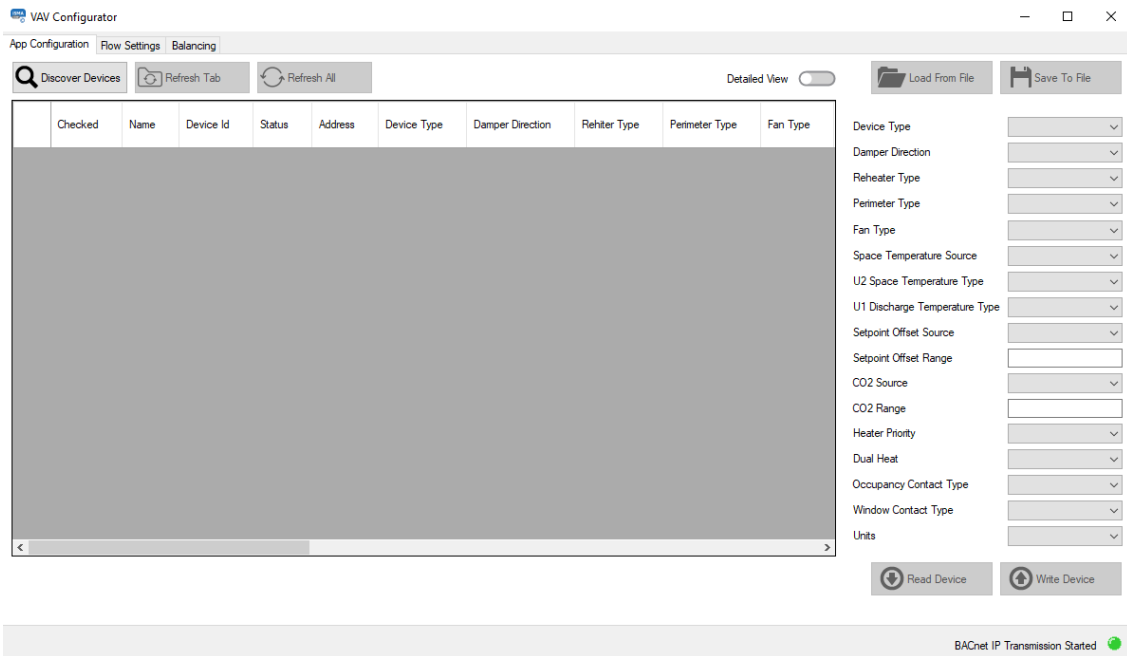 VAV Configurator
App Configuration Flow Settings Balancing
Discover Devices Refresh Tab Refresh All Detailed View Load From File Save To File
Checked Name Device Id Status Address Device Type Damper Direction Rehiter Type Perimeter Type Fan Type
Device Type
Damper Direction
Reheater Type
Perimeter Type
Fan Type
Space Temperature Source
U2 Space Temperature Type
U1 Discharge Temperature Type
Setpoint Offset Source
Setpoint Offset Range
CO2 Source
CO2 Range
Heater Priority
Dual Heat
Occupancy Contact Type
Window Contact Type
Units
Read Device Write Device
BACnet IP Transmission Started